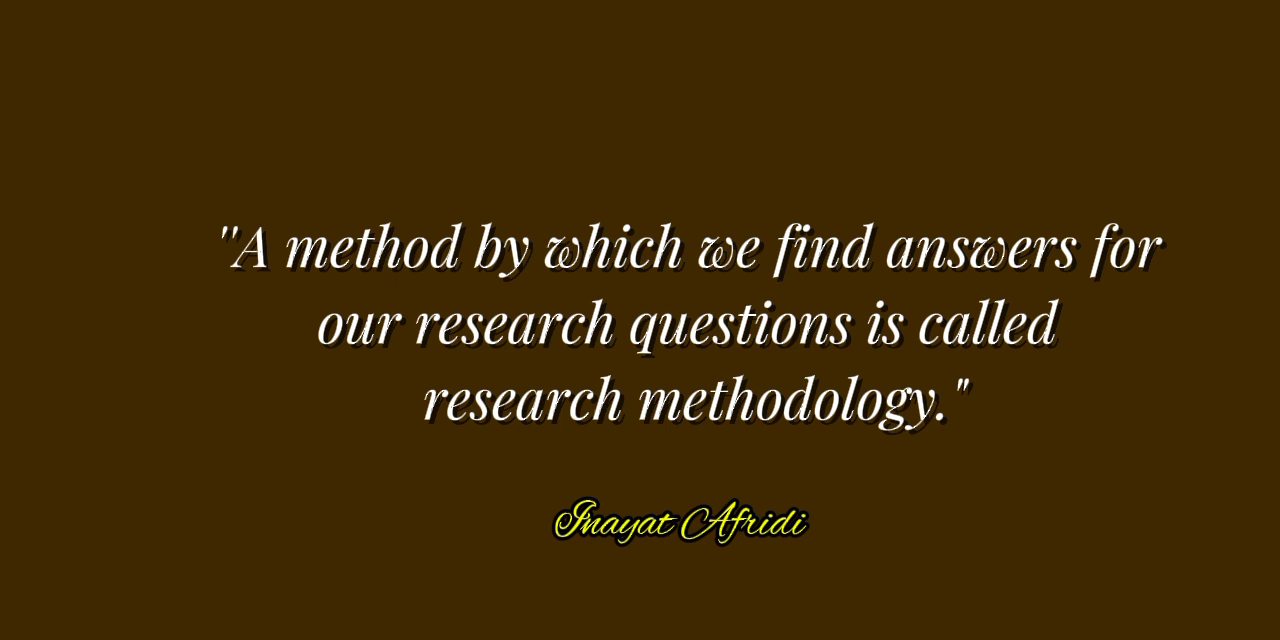 "A method by which we find answers for
our research questions is called
research methodology."
Inayat Afridi